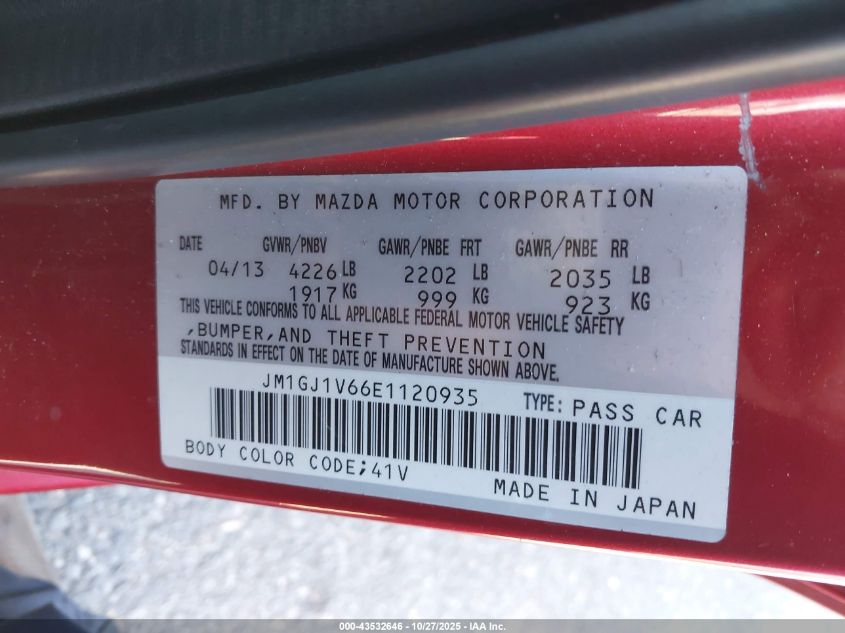 MFD. BY MAZDA MOTOR CORPORATION
DATE GVWR/PNBV GAWR/PNBE FRT GAWR/PNBE RR
04/13 4226 LB 2202 LB 2035 LB
1917 KG 999 KG 923 KG
THIS VEHICLE CONFORMS TO ALL APPLICABLE FEDERAL MOTOR VEHICLE SAFETY
,BUMPER,AND THEFT PREVENTION
STANDARDS IN EFFECT ON THE DATE OF MANUFACTURE SHOWN ABOVE.
JM1GJ1V66E1120935 TYPE: PASS CAR
BODY COLOR CODE;41V
MADE IN JAPAN
000-43532646 - 10/27/2025 - IAA Inc.